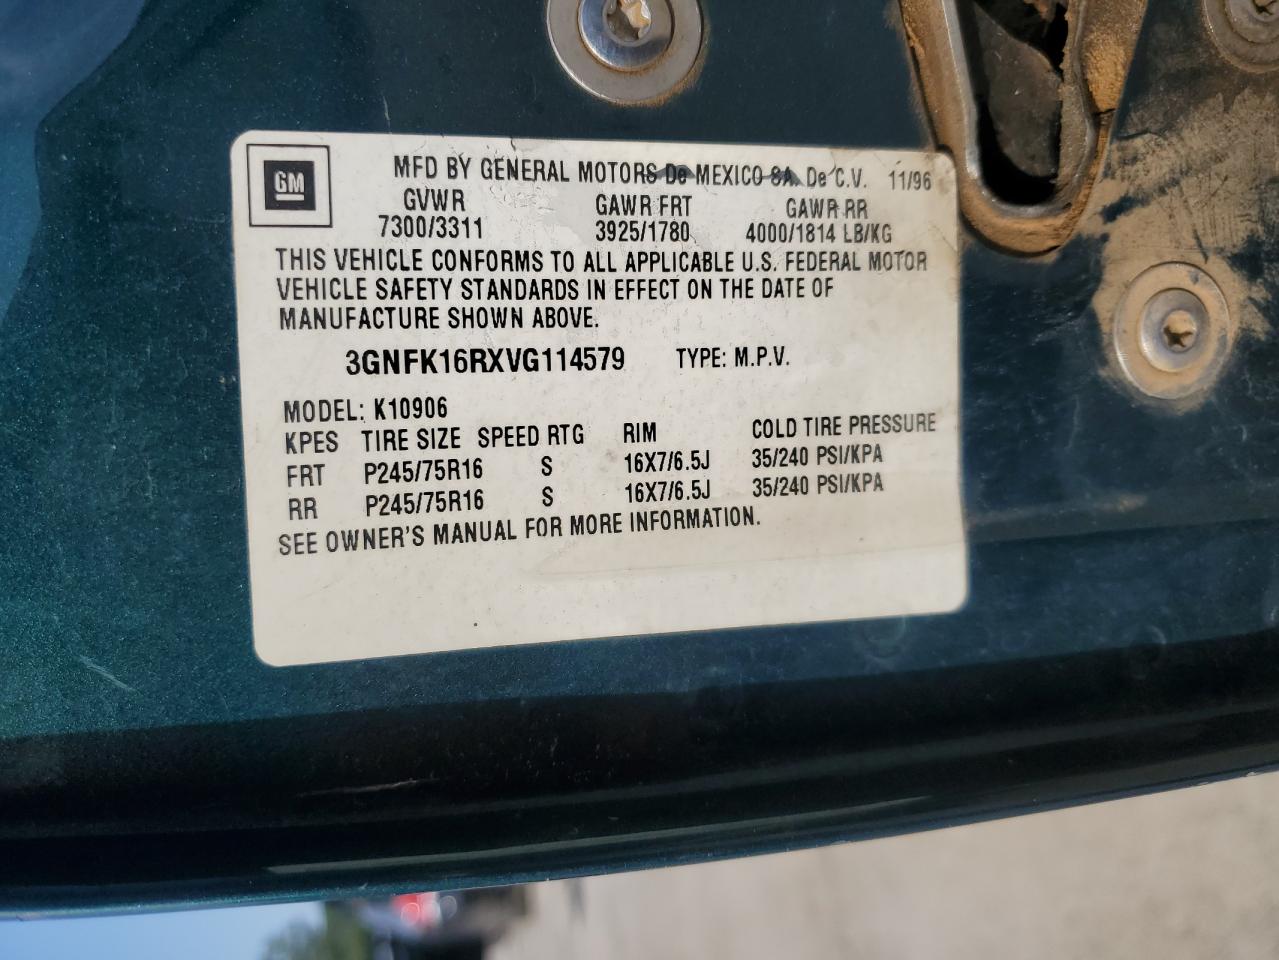 GM
MFD BY GENERAL MOTORS De MEXICO SA. De C.V. 11/96
GVWR GAWR FRT GAWR RR
7300/3311 3925/1780 4000/1814 LB/KG
THIS VEHICLE CONFORMS TO ALL APPLICABLE U.S. FEDERAL MOTOR
VEHICLE SAFETY STANDARDS IN EFFECT ON THE DATE OF
MANUFACTURE SHOWN ABOVE.
3GNFK16RXVG114579 TYPE: M.P.V.
MODEL: K10906
KPES TIRE SIZE SPEED RTG RIM COLD TIRE PRESSURE
FRT P245/75R16 S 16X7/6.5J 35/240 PSI/KPA
RR P245/75R16 S 16X7/6.5J 35/240 PSI/KPA
SEE OWNER'S MANUAL FOR MORE INFORMATION.